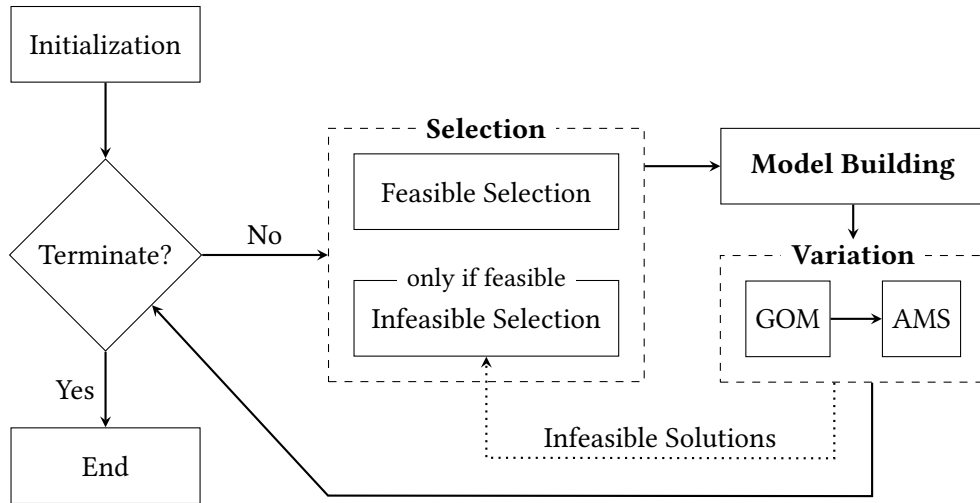 Initialization
Terminate?
No
Yes
End
Selection
Feasible Selection
only if feasible
Infeasible Selection
Model Building
Variation
GOM
AMS
Infeasible Solutions